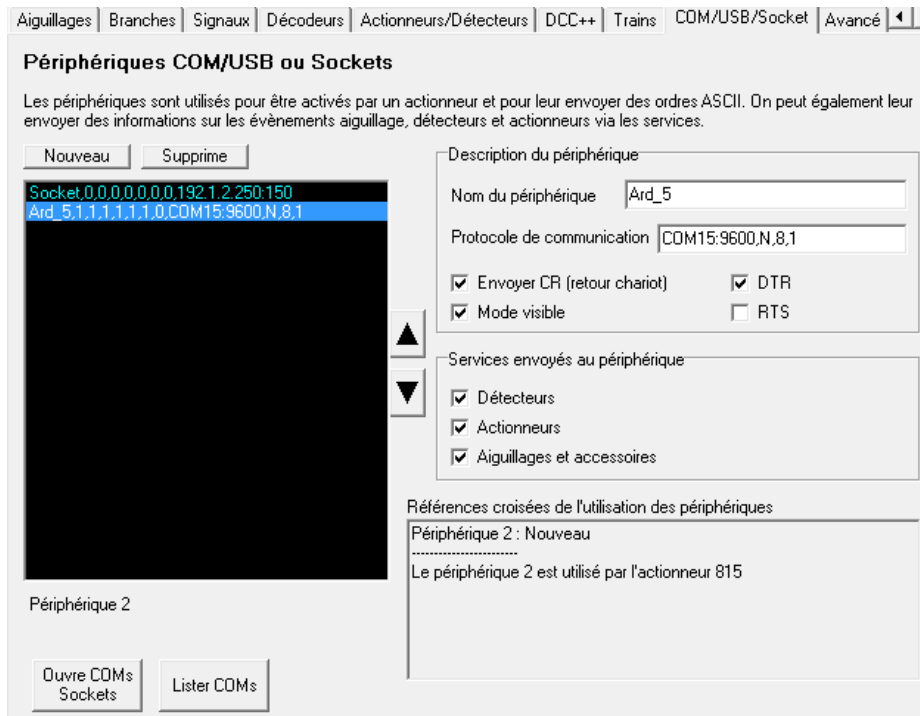 Aiguillages Branches Signaux Décodeurs Actionneurs/Détecteurs DCC++ Trains COM/USB/Socket Avancé
Périphériques COM/USB ou Sockets
Les périphériques sont utilisés pour être activés par un actionneur et pour leur envoyer des ordres ASCII. On peut également leur
envoyer des informations sur les évènements aiguillage, détecteurs et actionneurs via les services.
Nouveau Supprime
Socket,0,0,0,0,0,0,0,192.1.2.250:150
Ard_5,1,1,1,1,1,1,0,COM15:9600,N,8,1
Périphérique 2
Ouvre COMs
Sockets
Lister COMs
Description du périphérique
Nom du périphérique Ard_5
Protocole de communication COM15:9600,N,8,1
Envoyer CR (retour chariot) DTR
Mode visible RTS
Services envoyés au périphérique
Détecteurs
Actionneurs
Aiguillages et accessoires
Références croisées de l'utilisation des périphériques
Périphérique 2 : Nouveau
------------------------
Le périphérique 2 est utilisé par l'actionneur 815